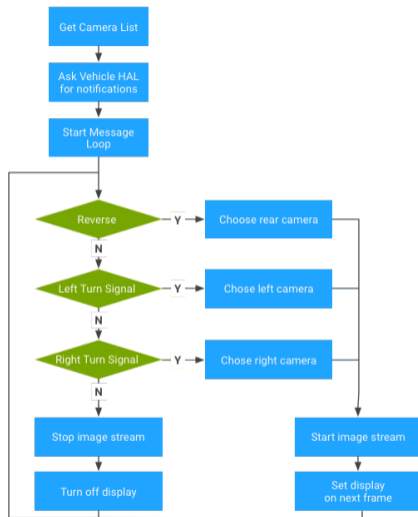 Get Camera List
Ask Vehicle HAL
for notifications
Start Message
Loop
Reverse
Y
Choose rear camera
N
Left Turn Signal
Y
Chose left camera
N
Right Turn Signal
Y
Chose right camera
N
Stop image stream
Start image stream
Turn off display
Set display
on next frame